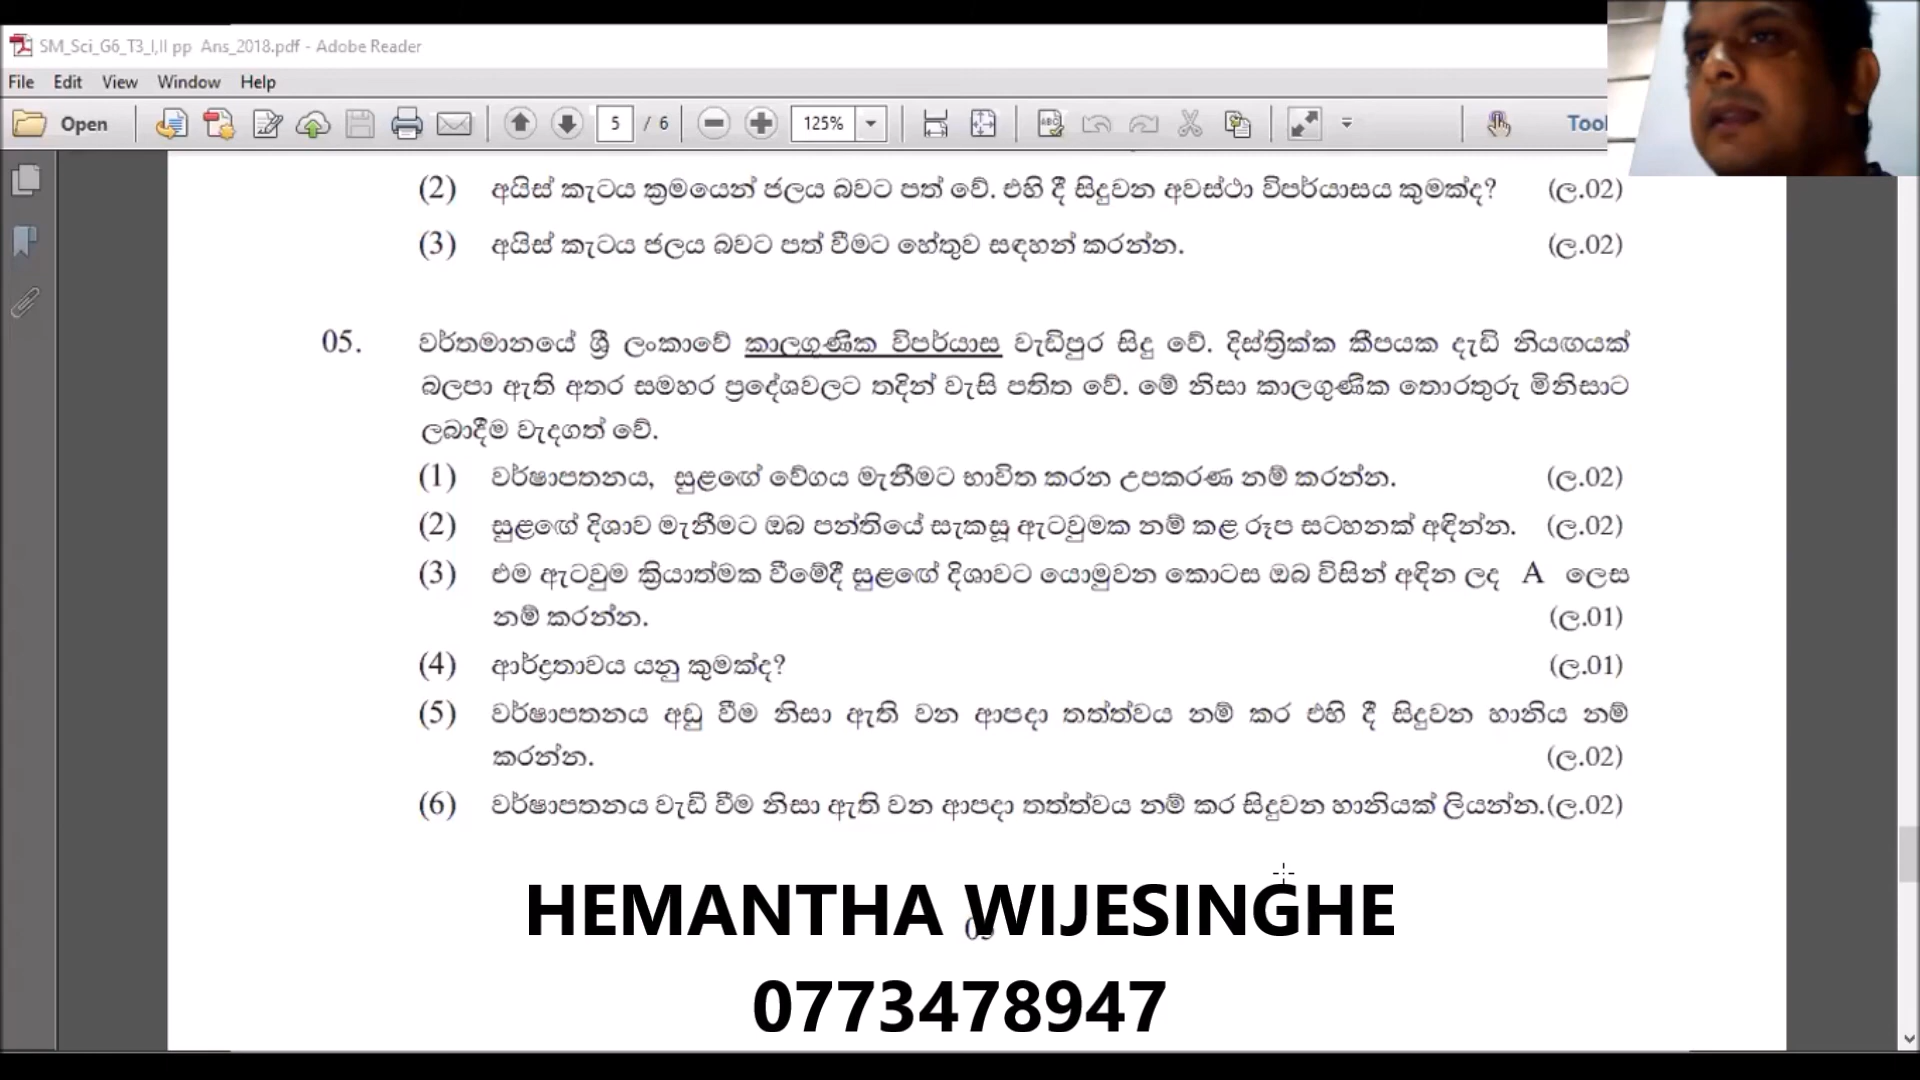 SM_Sci_G6_T3_I,II pp Ans_2018.pdf - Adobe Reader
File Edit View Window Help
Open 5 / 6 125% Tool
(2) අයිස් කැටය ක්‍රමයෙන් ජලය බවට පත් වේ. එහි දී සිදුවන අවස්ථා විපර්යාසය කුමක්ද? (ල.02)
(3) අයිස් කැටය ජලය බවට පත් වීමට හේතුව සඳහන් කරන්න. (ල.02)
05. වර්තමානයේ ශ්‍රී ලංකාවේ කාලගුණික විපර්යාස වැඩිපුර සිදු වේ. දිස්ත්‍රික්ක කීපයක දැඩි නියඟයක්
බලපා ඇති අතර සමහර ප්‍රදේශවලට තදින් වැසි පතිත වේ. මේ නිසා කාලගුණික තොරතුරු මිනිසාට
ලබාදීම වැදගත් වේ.
(1) වර්ෂාපතනය, සුළඟේ වේගය මැනීමට භාවිත කරන උපකරණ නම් කරන්න. (ල.02)
(2) සුළඟේ දිශාව මැනීමට ඔබ පන්තියේ සැකසූ ඇටවුමක නම් කළ රූප සටහනක් අඳින්න. (ල.02)
(3) එම ඇටවුම ක්‍රියාත්මක වීමේදී සුළඟේ දිශාවට යොමුවන කොටස ඔබ විසින් අඳින ලද A ලෙස
නම් කරන්න. (ල.01)
(4) ආර්ද්‍රතාවය යනු කුමක්ද? (ල.01)
(5) වර්ෂාපතනය අඩු වීම නිසා ඇති වන ආපදා තත්ත්වය නම් කර එහි දී සිදුවන හානිය නම්
කරන්න. (ල.02)
(6) වර්ෂාපතනය වැඩි වීම නිසා ඇති වන ආපදා තත්ත්වය නම් කර සිදුවන හානියක් ලියන්න.(ල.02)
HEMANTHA WIJESINGHE
0773478947